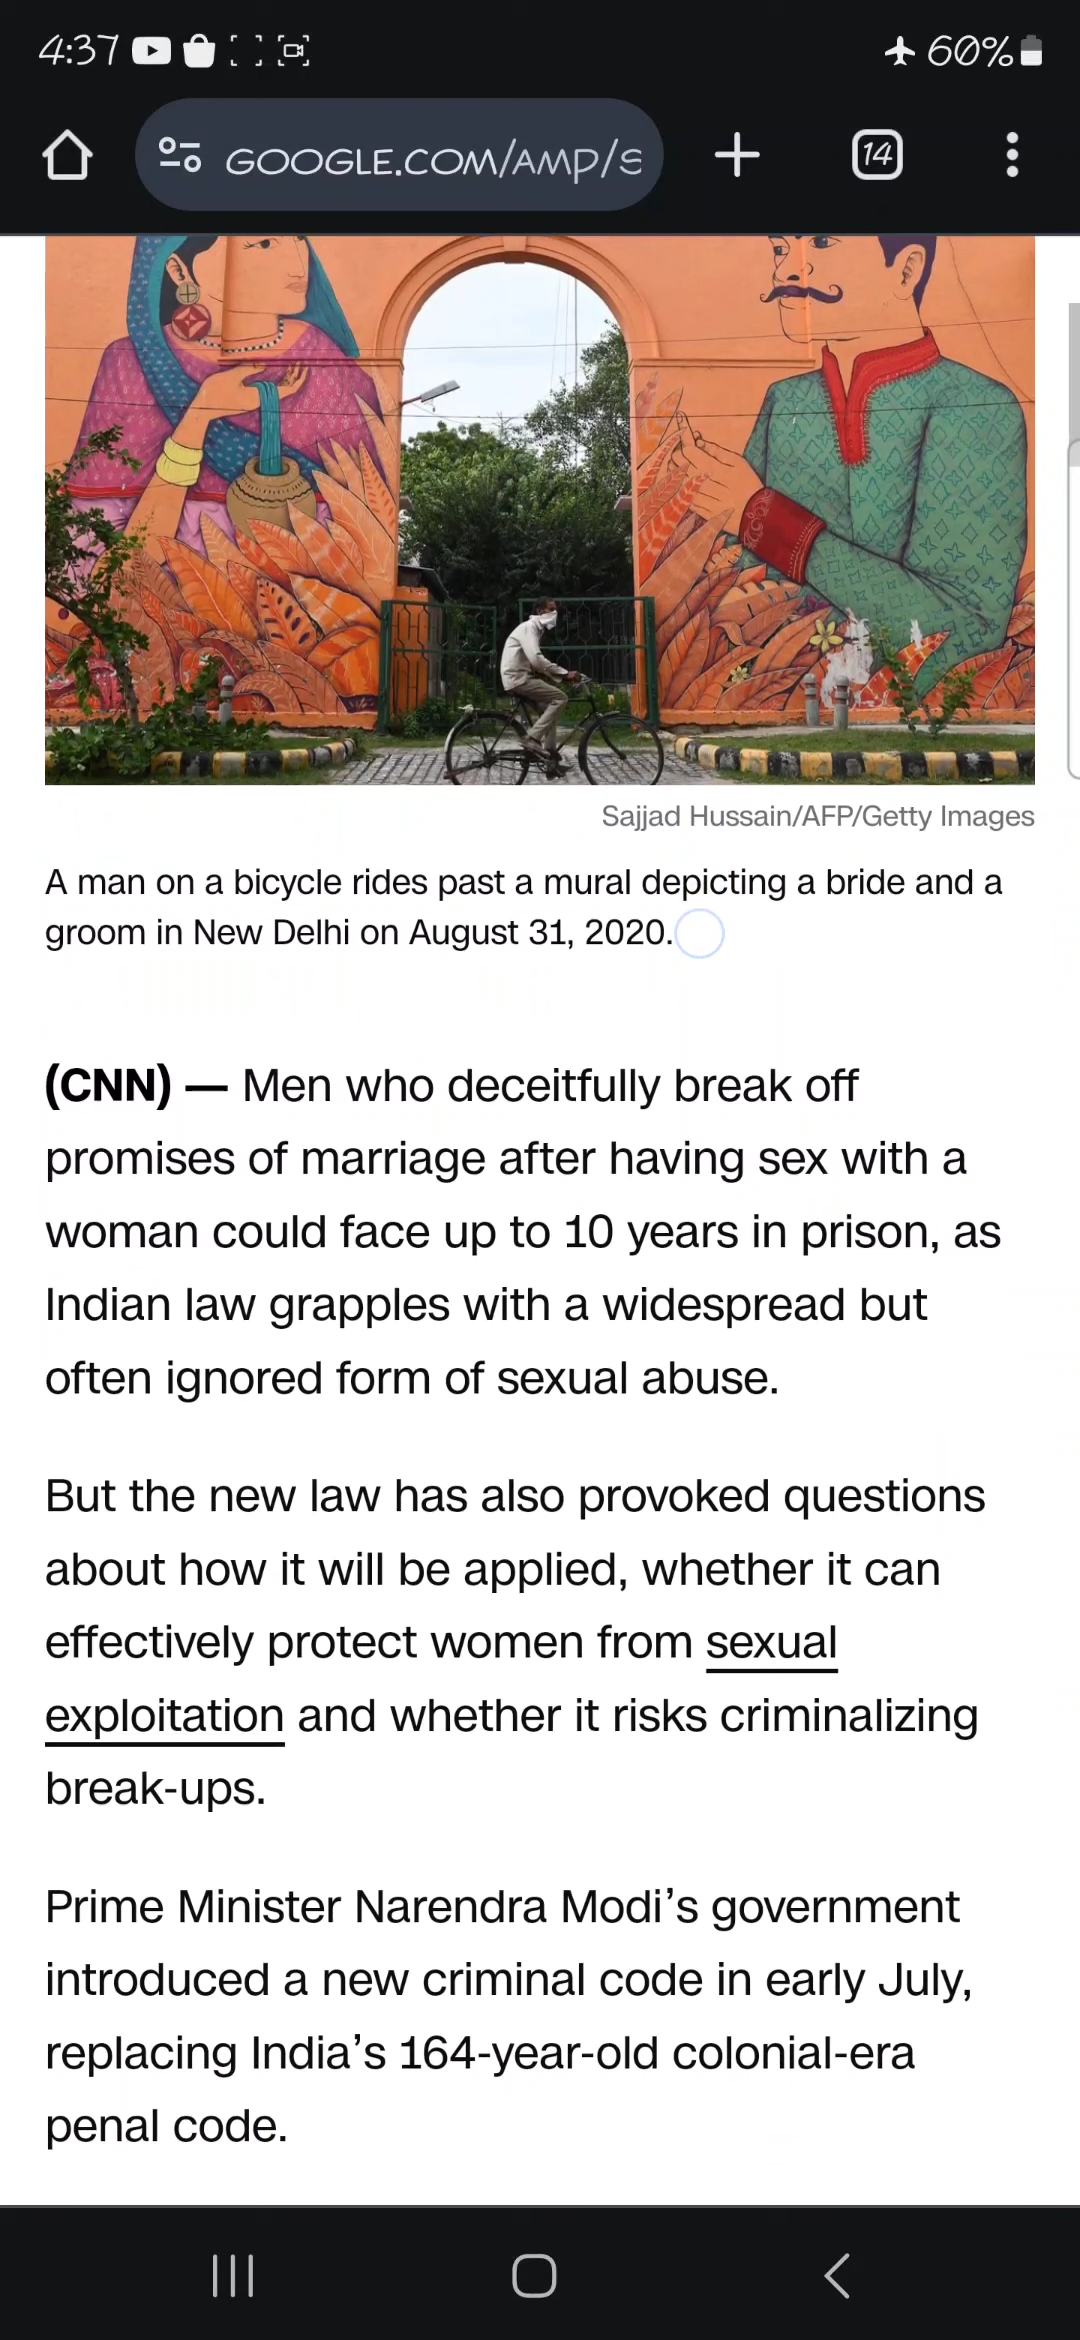 4:37
60%
GOOGLE.COM/AMP/S
14
Sajjad Hussain/AFP/Getty Images
A man on a bicycle rides past a mural depicting a bride and a
groom in New Delhi on August 31, 2020.
(CNN) — Men who deceitfully break off
promises of marriage after having sex with a
woman could face up to 10 years in prison, as
Indian law grapples with a widespread but
often ignored form of sexual abuse.
But the new law has also provoked questions
about how it will be applied, whether it can
effectively protect women from sexual
exploitation and whether it risks criminalizing
break-ups.
Prime Minister Narendra Modi’s government
introduced a new criminal code in early July,
replacing India’s 164-year-old colonial-era
penal code.